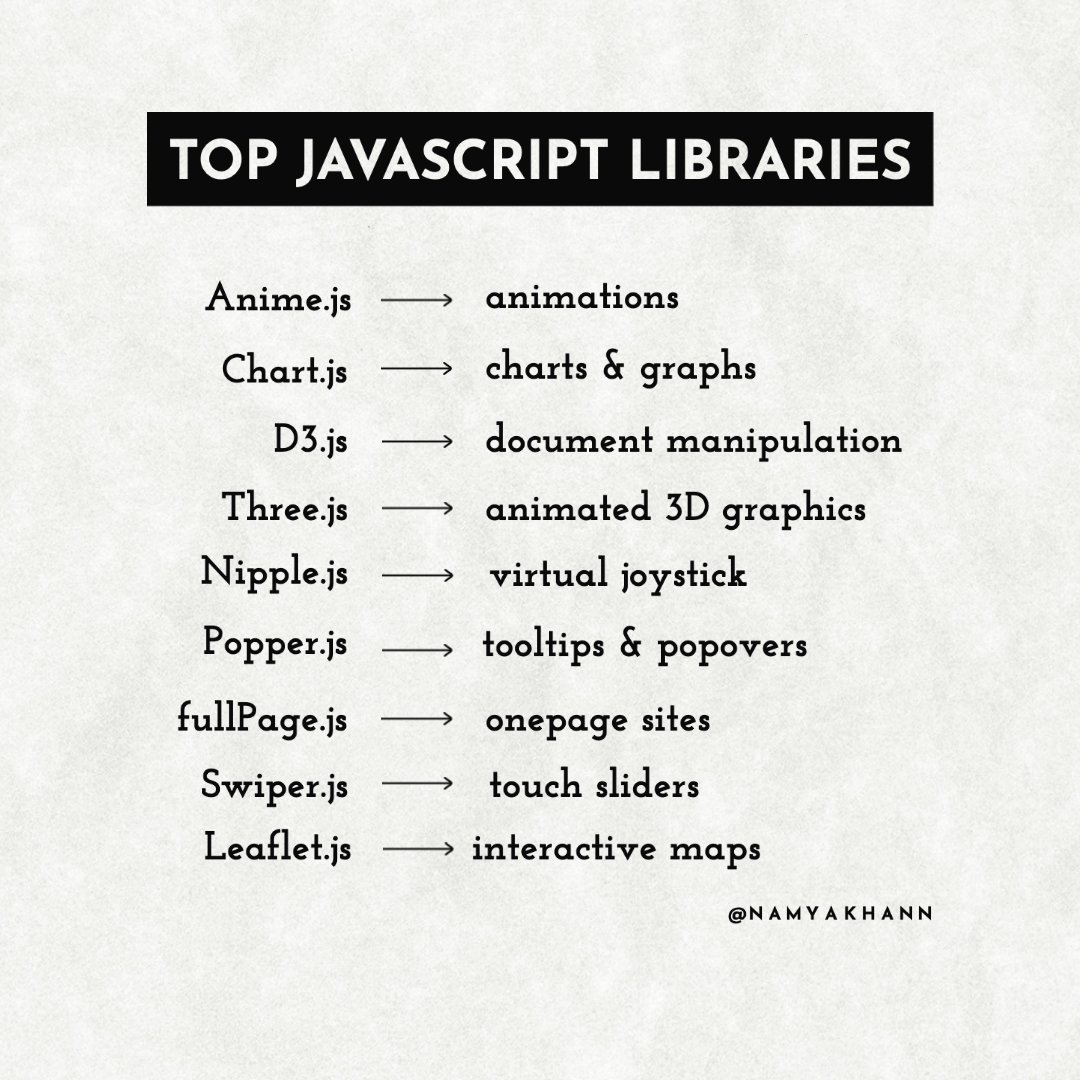 TOP JAVASCRIPT LIBRARIES
Anime.js → animations
Chart.js → charts & graphs
D3.js → document manipulation
Three.js → animated 3D graphics
Nipple.js → virtual joystick
Popper.js → tooltips & popovers
fullPage.js → onepage sites
Swiper.js → touch sliders
Leaflet.js → interactive maps
@NAMYAKHANN